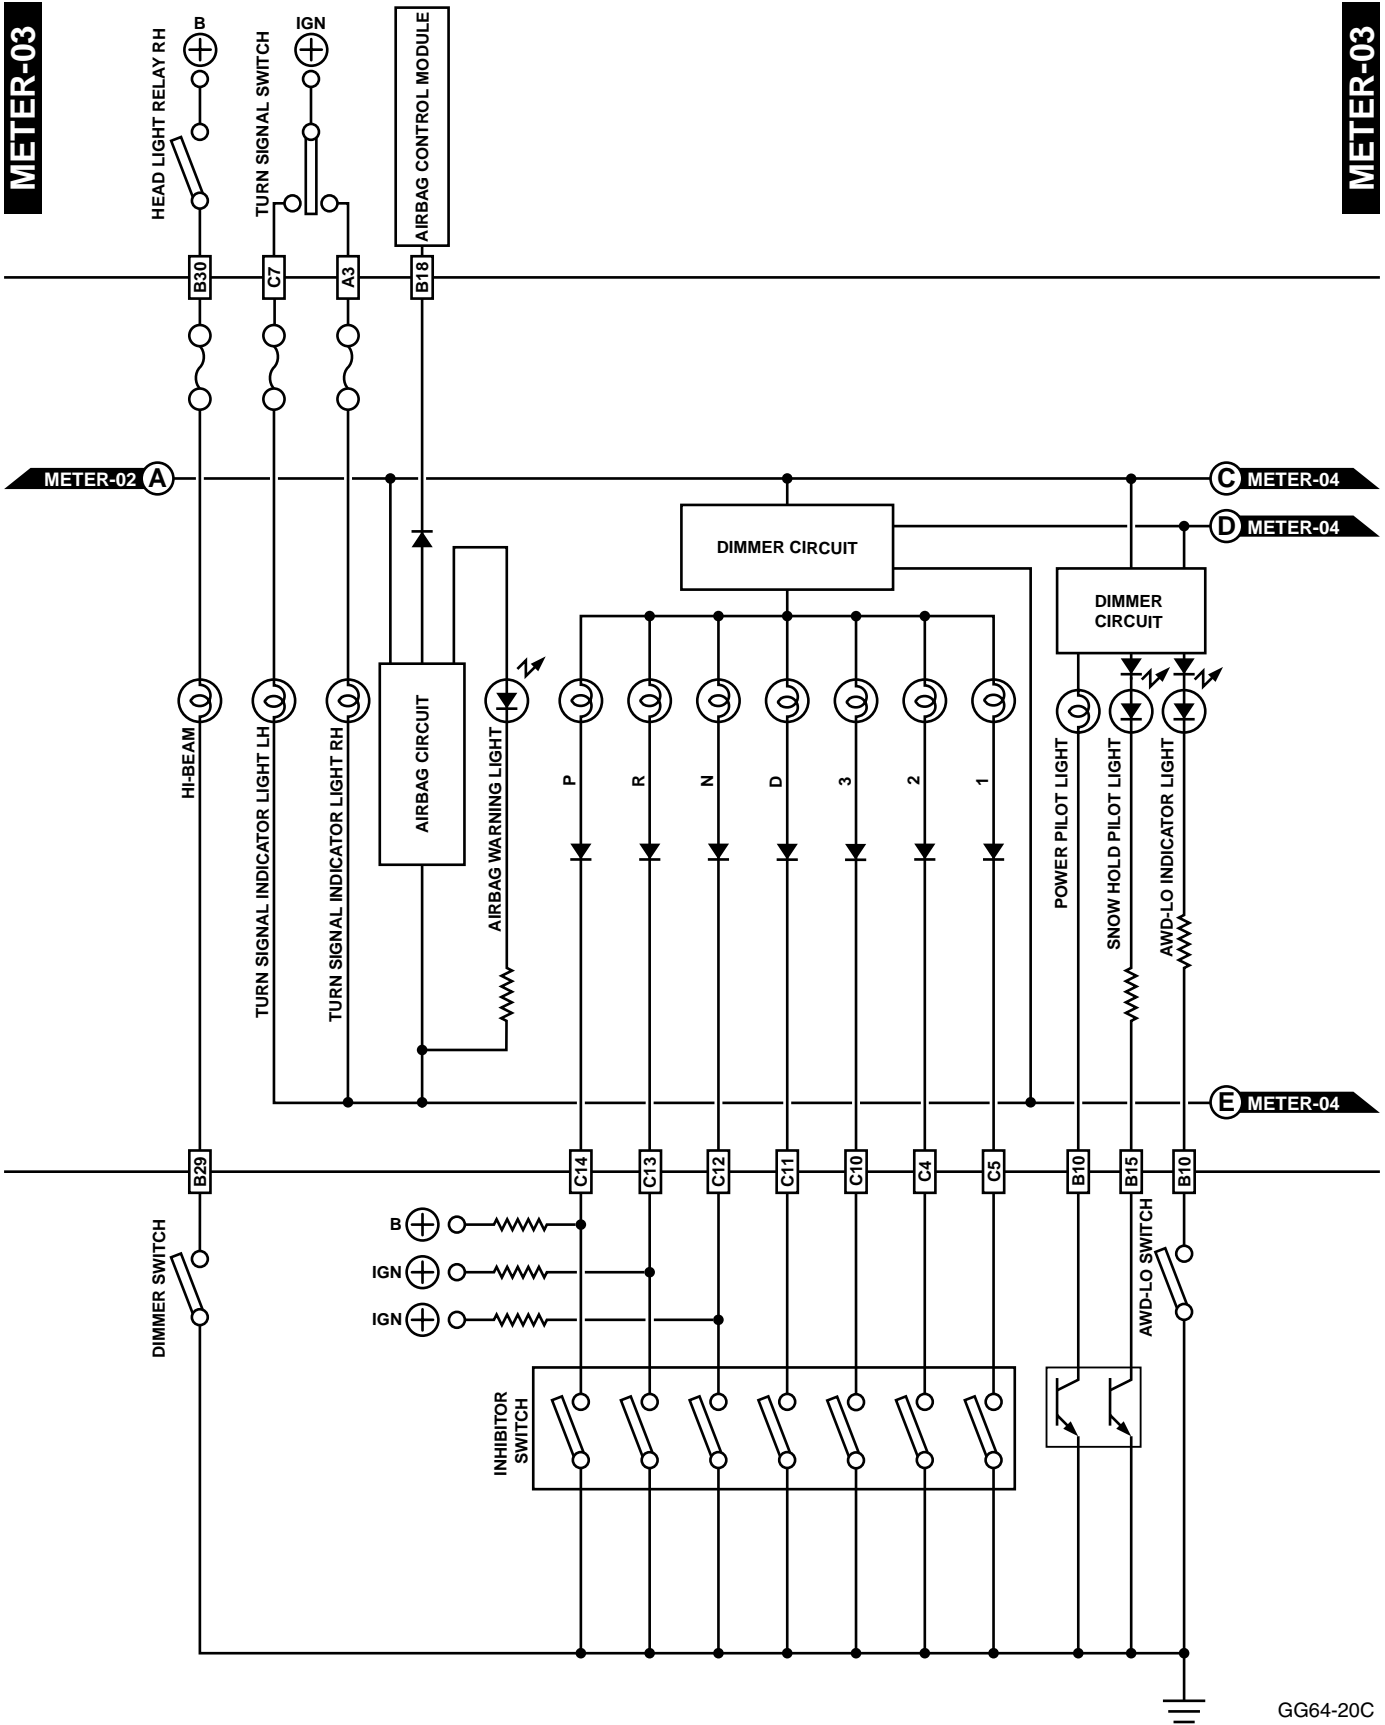 METER-03
METER-03
HEAD LIGHT RELAY RH
B
TURN SIGNAL SWITCH
IGN
AIRBAG CONTROL MODULE
B30
C7
A3
B18
METER-02
A
C
METER-04
DIMMER CIRCUIT
D
METER-04
DIMMER
CIRCUIT
HI-BEAM
TURN SIGNAL INDICATOR LIGHT LH
TURN SIGNAL INDICATOR LIGHT RH
AIRBAG CIRCUIT
AIRBAG WARNING LIGHT
P
R
N
D
3
2
1
POWER PILOT LIGHT
SNOW HOLD PILOT LIGHT
AWD-LO INDICATOR LIGHT
E
METER-04
B29
C14
C13
C12
C11
C10
C4
C5
B10
B15
B10
DIMMER SWITCH
B
IGN
IGN
AWD-LO SWITCH
INHIBITOR
SWITCH
GG64-20C